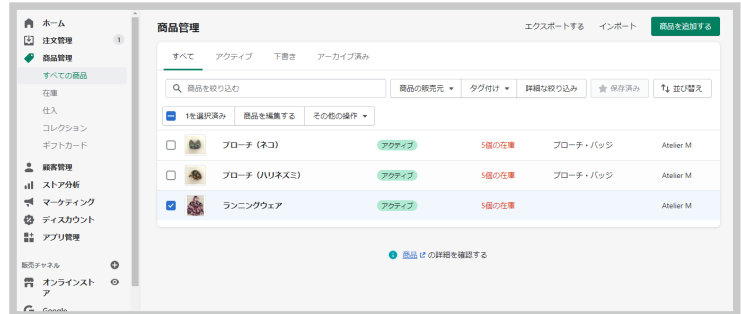 ホーム
注文管理 1
商品管理
すべての商品
在庫
仕入
コレクション
ギフトカード
顧客管理
ストア分析
マーケティング
ディスカウント
アプリ管理
販売チャネル
オンラインスト
ア
Google
商品管理 エクスポートする インポート 商品を追加する
すべて アクティブ 下書き アーカイブ済み
商品を絞り込む 商品の販売元 タグ付け 詳細な絞り込み 保存済み 並び替え
1を選択済み 商品を編集する その他の操作
ブローチ（ネコ） アクティブ 5個の在庫 ブローチ・バッジ Atelier M
ブローチ（ハリネズミ） アクティブ 5個の在庫 ブローチ・バッジ Atelier M
ランニングウェア アクティブ 5個の在庫 Atelier M
商品 の詳細を確認する